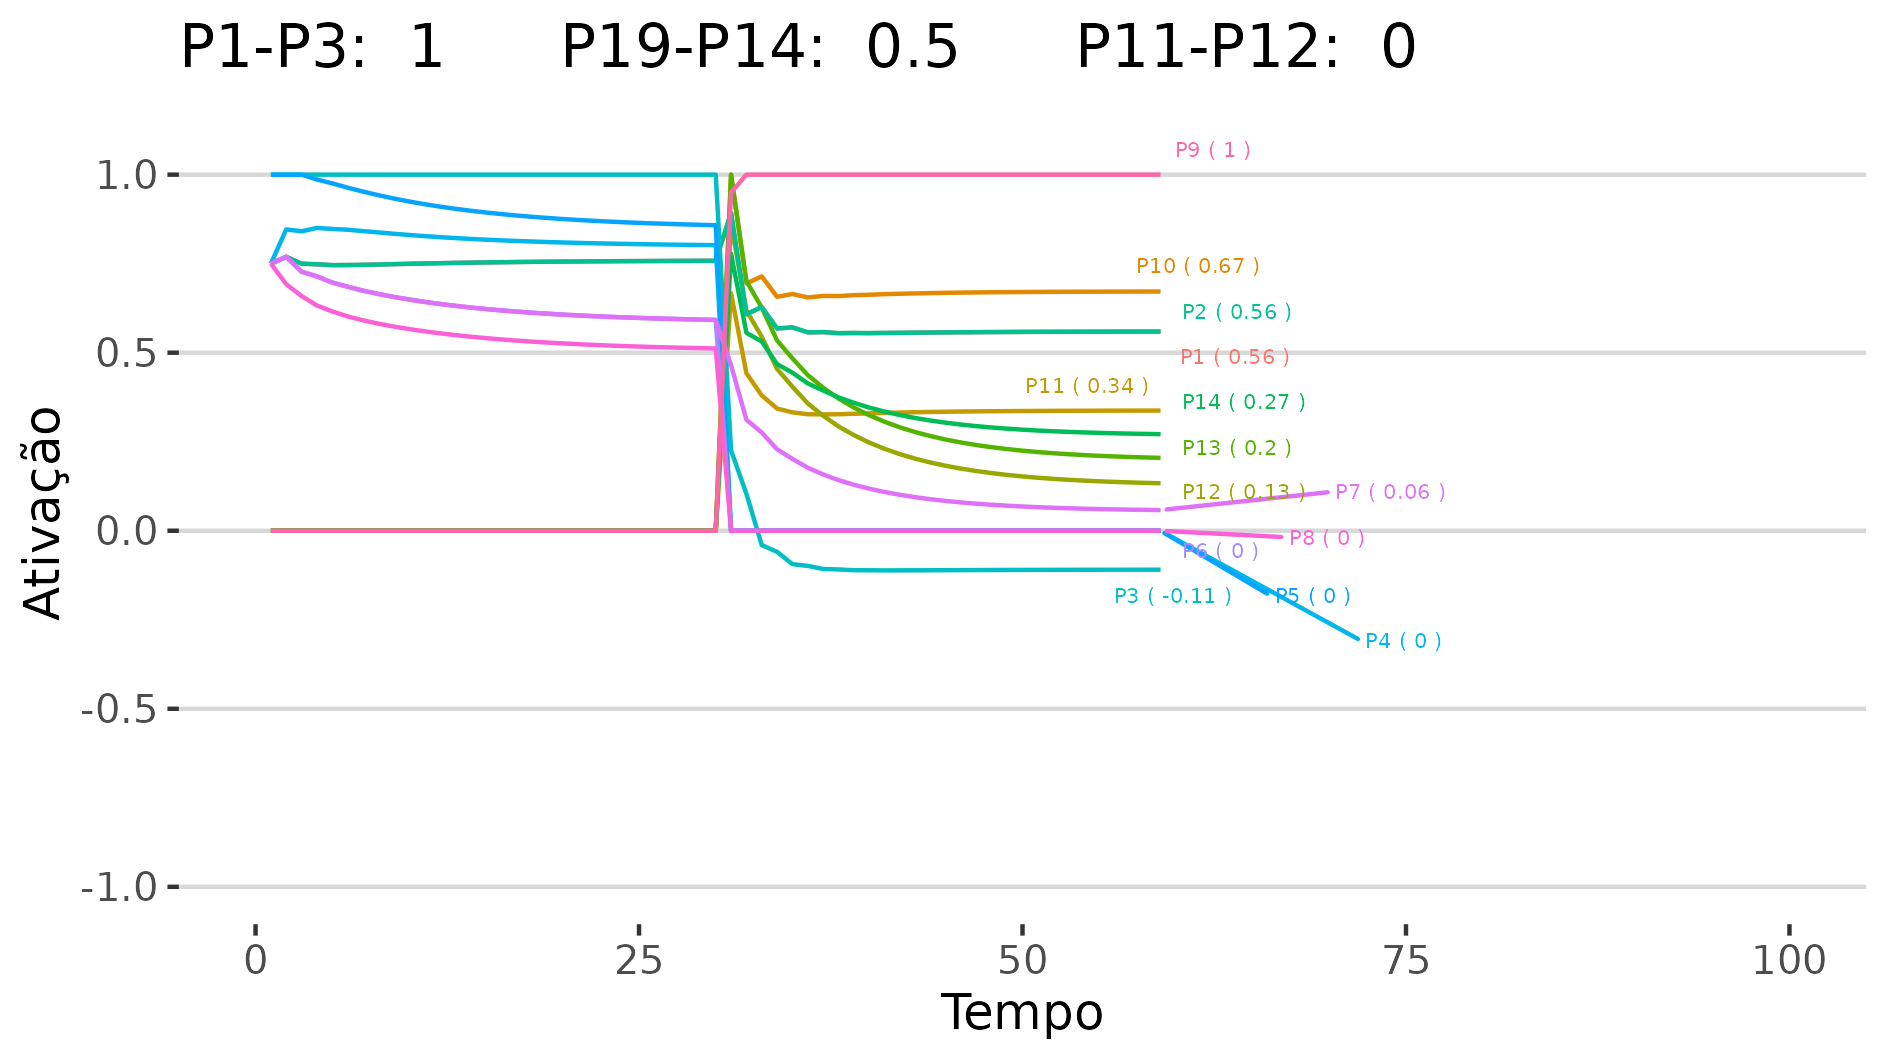 P1-P3: 1 P19-P14: 0.5 P11-P12: 0
P9 ( 1 )
1.0
P10 ( 0.67 )
P2 ( 0.56 )
0.5
P1 ( 0.56 )
P11 ( 0.34 )
P14 ( 0.27 )
P13 ( 0.2 )
P12 ( 0.13 )
P7 ( 0.06 )
0.0
P8 ( 0 )
P6 ( 0 )
P3 ( -0.11 )
P5 ( 0 )
P4 ( 0 )
-0.5
-1.0
Ativação
0 25 50 75 100
Tempo